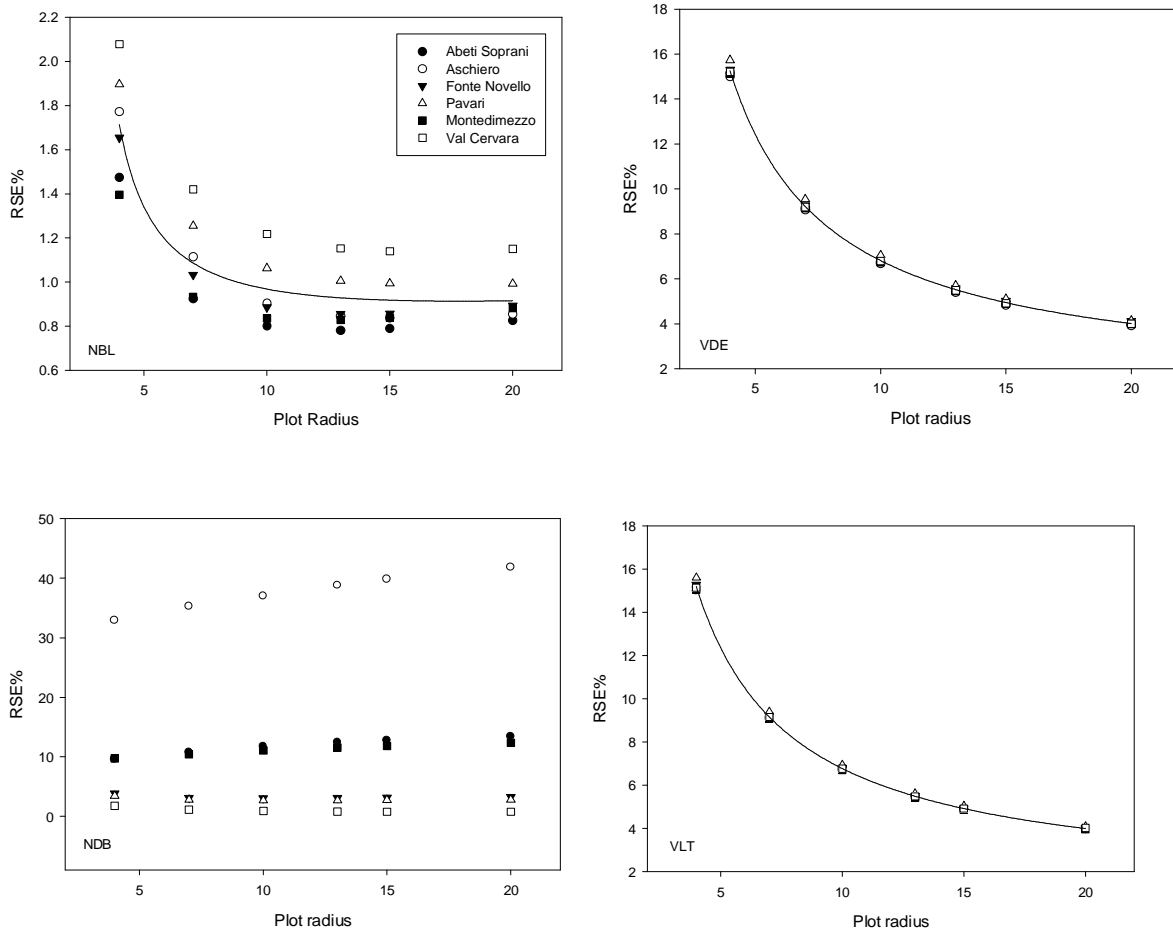 2.2
2.0
1.8
1.6
1.4
1.2
1.0
0.8
0.6
RSE%
5
10
15
20
Plot Radius
NBL
Abeti Soprani
Aschiero
Fonte Novello
Pavari
Montedimezzo
Val Cervara
18
16
14
12
10
8
6
4
2
RSE%
5
10
15
20
Plot radius
VDE
50
40
30
20
10
0
RSE%
5
10
15
20
Plot radius
NDB
18
16
14
12
10
8
6
4
2
RSE%
5
10
15
20
Plot radius
VLT